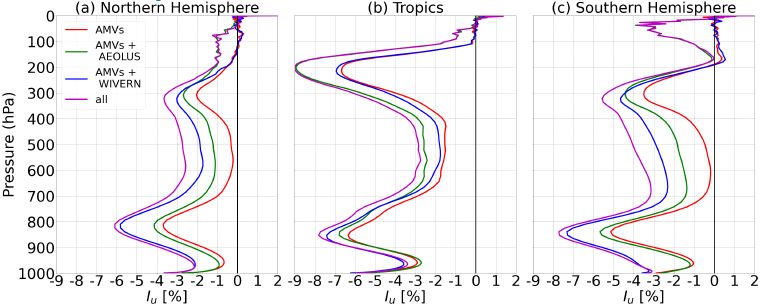 (a) Northern Hemisphere (b) Tropics (c) Southern Hemisphere
AMVs
AMVs +
AEOLUS
AMVs +
WIVERN
all
Pressure (hPa)
0
100
200
300
400
500
600
700
800
900
1000
-9 -8 -7 -6 -5 -4 -3 -2 -1 0 1 2
-9 -8 -7 -6 -5 -4 -3 -2 -1 0 1 2
-9 -8 -7 -6 -5 -4 -3 -2 -1 0 1 2
Iu [%] Iu [%] Iu [%]